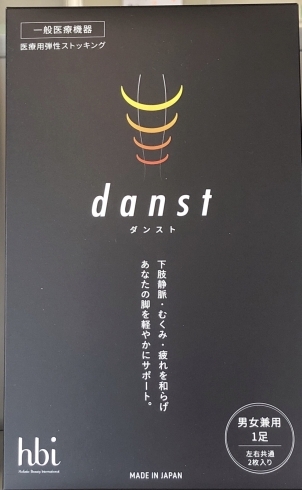 一般医療機器
医療用弾性ストッキング
danst
ダンスト
下肢静脈・むくみ・疲れを和らげ
あなたの脚を軽やかにサポート。
男女兼用
1足
左右共通
2枚入り
hbi
Holistic Beauty International
MADE IN JAPAN